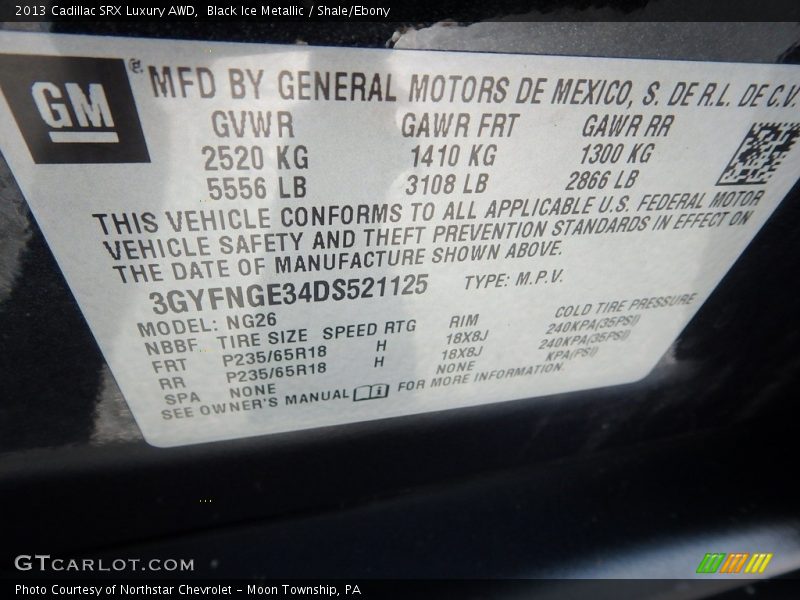 2013 Cadillac SRX Luxury AWD, Black Ice Metallic / Shale/Ebony
GM® MFD BY GENERAL MOTORS DE MEXICO, S. DE R.L. DE C.V.
GVWR GAWR FRT GAWR RR
2520 KG 1410 KG 1300 KG
5556 LB 3108 LB 2866 LB
THIS VEHICLE CONFORMS TO ALL APPLICABLE U.S. FEDERAL MOTOR
VEHICLE SAFETY AND THEFT PREVENTION STANDARDS IN EFFECT ON
THE DATE OF MANUFACTURE SHOWN ABOVE.
3GYFNGE34DS521125 TYPE: M.P.V.
MODEL: NG26
NBBF TIRE SIZE SPEED RTG RIM COLD TIRE PRESSURE
FRT P235/65R18 H 18X8J 240KPA(35PSI)
RR P235/65R18 H 18X8J 240KPA(35PSI)
SPA NONE NONE KPA(PSI)
SEE OWNER'S MANUAL FOR MORE INFORMATION.
GTCARLOT.COM
Photo Courtesy of Northstar Chevrolet - Moon Township, PA